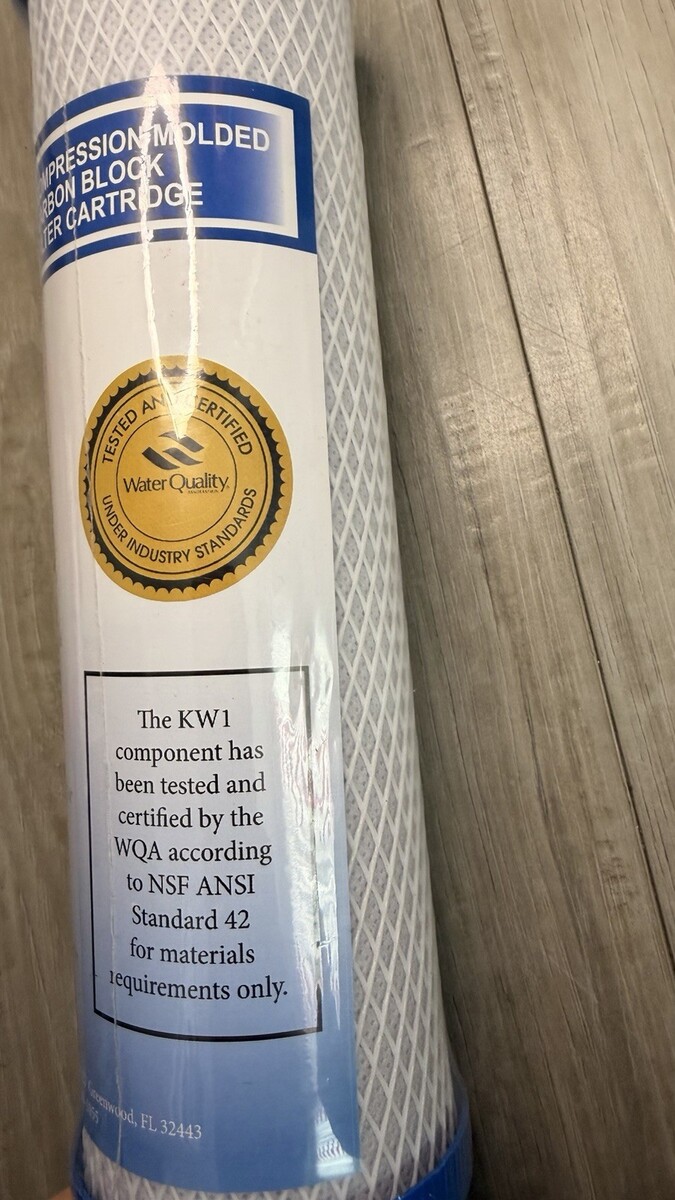 MPRESSION MOLDED
RBON BLOCK
TER CARTRIDGE
TESTED AND CERTIFIED
Water Quality
UNDER INDUSTRY STANDARDS
The KW1
component has
been tested and
certified by the
WQA according
to NSF ANSI
Standard 42
for materials
requirements only.
Greenwood, FL 32443